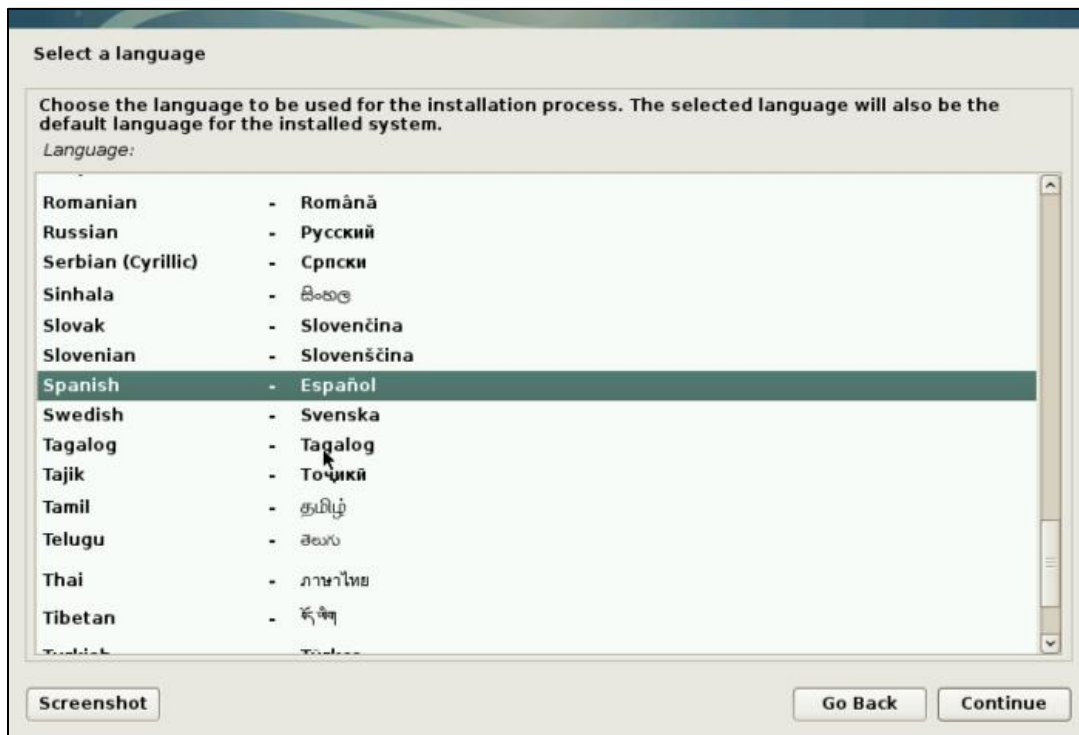 Select a language
Choose the language to be used for the installation process. The selected language will also be the
default language for the installed system.
Language:
Romanian - Română
Russian - Русский
Serbian (Cyrillic) - Српски
Sinhala - සිංහල
Slovak - Slovenčina
Slovenian - Slovenščina
Spanish - Español
Swedish - Svenska
Tagalog - Tagalog
Tajik - Тоҷикӣ
Tamil - தமிழ்
Telugu - తెలుగు
Thai - ภาษาไทย
Tibetan - བོད་ཡིག
Screenshot Go Back Continue